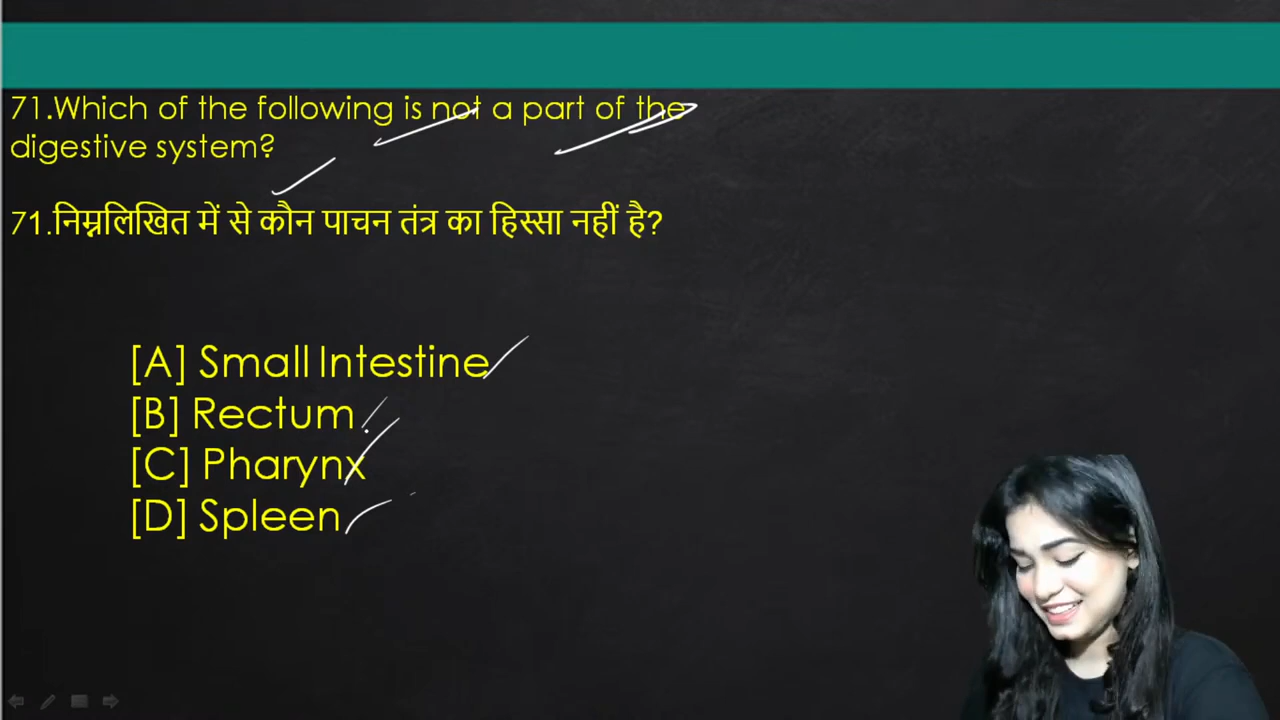 71.Which of the following is not a part of the
digestive system?
71.निम्नलिखित में से कौन पाचन तंत्र का हिस्सा नहीं है?
[A] Small Intestine
[B] Rectum
[C] Pharynx
[D] Spleen